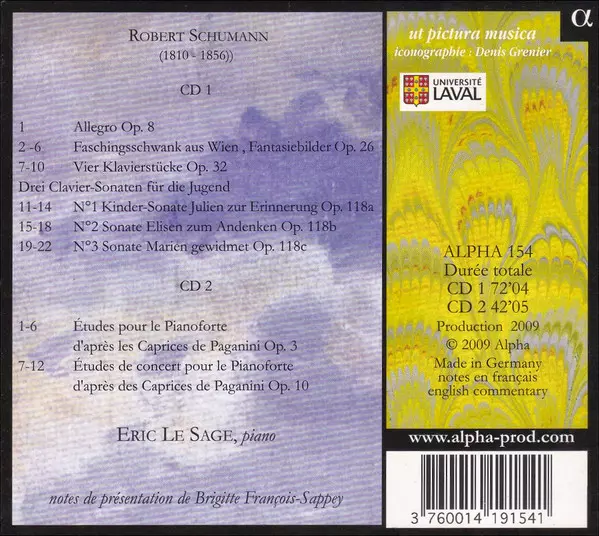 ROBERT SCHUMANN
(1810 - 1856))
CD 1
1 Allegro Op. 8
2 -6 Faschingsschwank aus Wien , Fantasiebilder Op. 26
7-10 Vier Klavierstücke Op. 32
Drei Clavier-Sonaten für die Jugend
11-14 N°1 Kinder-Sonate Julien zur Erinnerung Op. 118a
15-18 N°2 Sonate Elisen zum Andenken Op. 118b
19-22 N°3 Sonate Marien gewidmet Op. 118c
CD 2
1-6 Études pour le Pianoforte
d'après les Caprices de Paganini Op. 3
7-12 Études de concert pour le Pianoforte
d'après des Caprices de Paganini Op. 10
ERIC LE SAGE, piano
notes de présentation de Brigitte François-Sappey
α
ut pictura musica
iconographie : Denis Grenier
UNIVERSITÉ
LAVAL
ALPHA 154
Durée totale
CD 1 72'04
CD 2 42'05
Production 2009
© 2009 Alpha
Made in Germany
notes en français
english commentary
www.alpha-prod.com
3 760014 191541